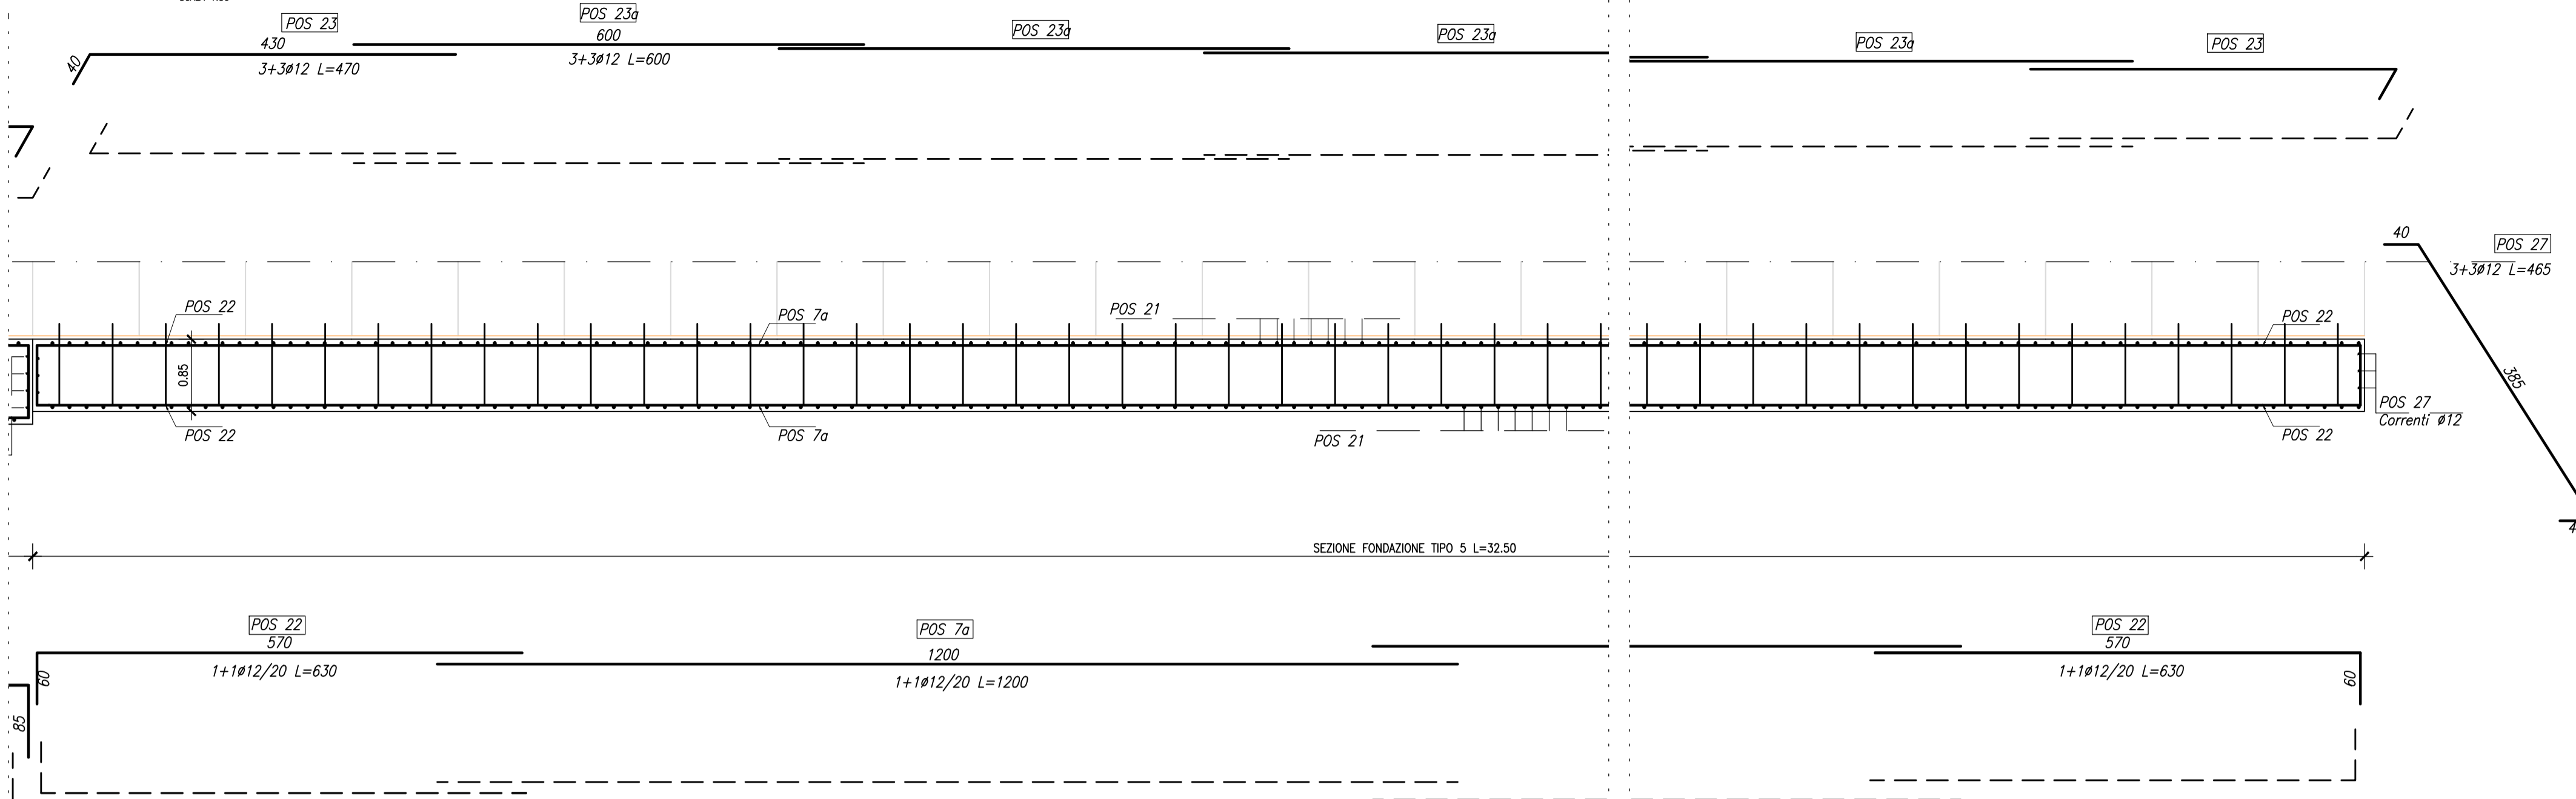 POS 23
430
40
3+3ø12 L=470
POS 23a
600
3+3ø12 L=600
POS 23a
POS 23a
POS 23a
POS 23
40
POS 27
3+3ø12 L=465
385
POS 22
POS 7a
POS 21
POS 22
0.85
POS 22
POS 7a
POS 21
POS 22
POS 27
Correnti ø12
SEZIONE FONDAZIONE TIPO 5 L=32.50
POS 22
570
60
1+1ø12/20 L=630
85
POS 7a
1200
1+1ø12/20 L=1200
POS 22
570
1+1ø12/20 L=630
60